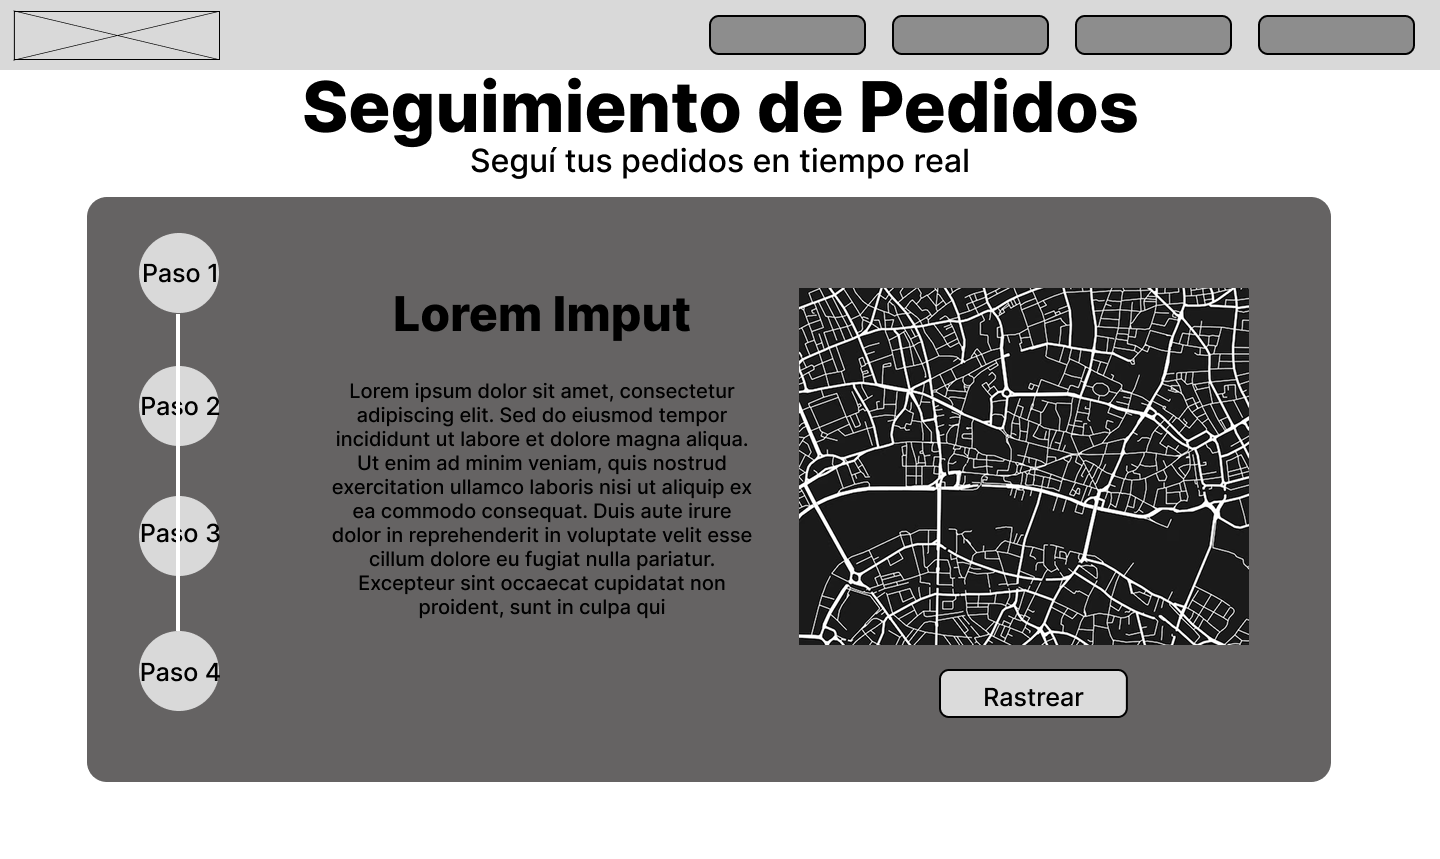 Seguimiento de Pedidos
Seguí tus pedidos en tiempo real
Paso 1
Paso 2
Paso 3
Paso 4
Lorem Imput
Lorem ipsum dolor sit amet, consectetur
adipiscing elit. Sed do eiusmod tempor
incididunt ut labore et dolore magna aliqua.
Ut enim ad minim veniam, quis nostrud
exercitation ullamco laboris nisi ut aliquip ex
ea commodo consequat. Duis aute irure
dolor in reprehenderit in voluptate velit esse
cillum dolore eu fugiat nulla pariatur.
Excepteur sint occaecat cupidatat non
proident, sunt in culpa qui
Rastrear